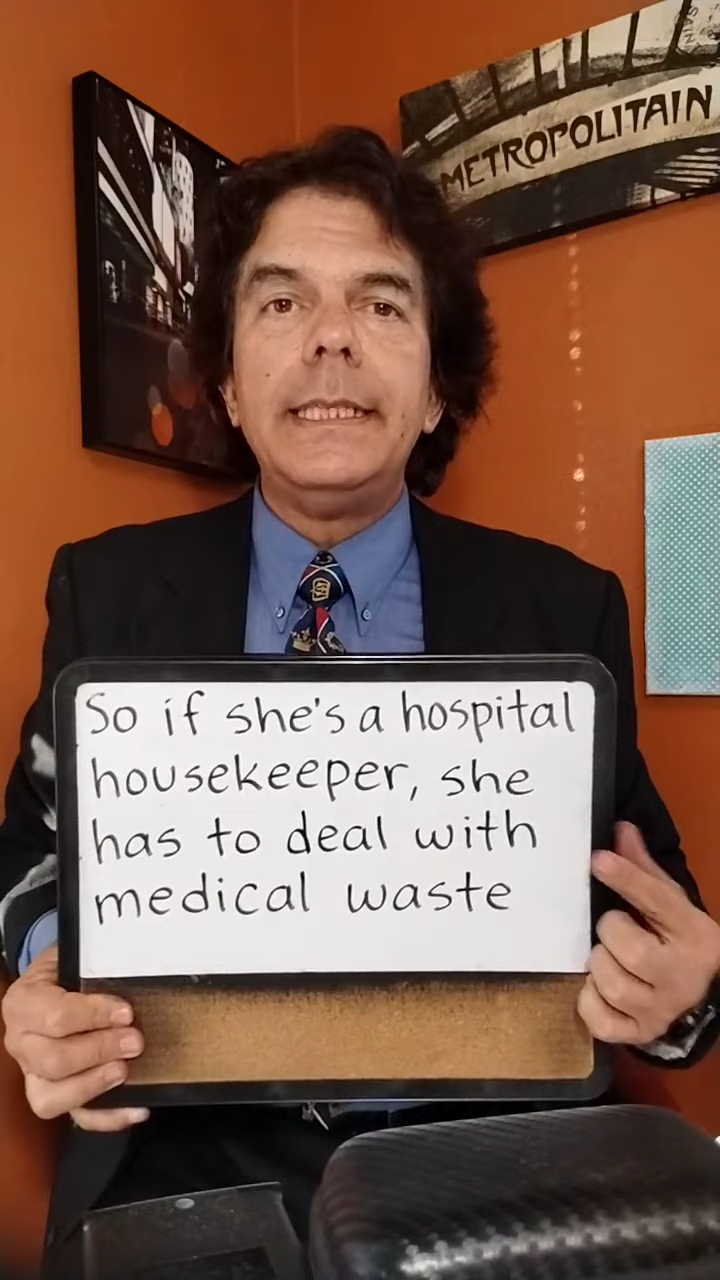 METROPOLITAIN
So if she's a hospital
housekeeper, she
has to deal with
medical waste